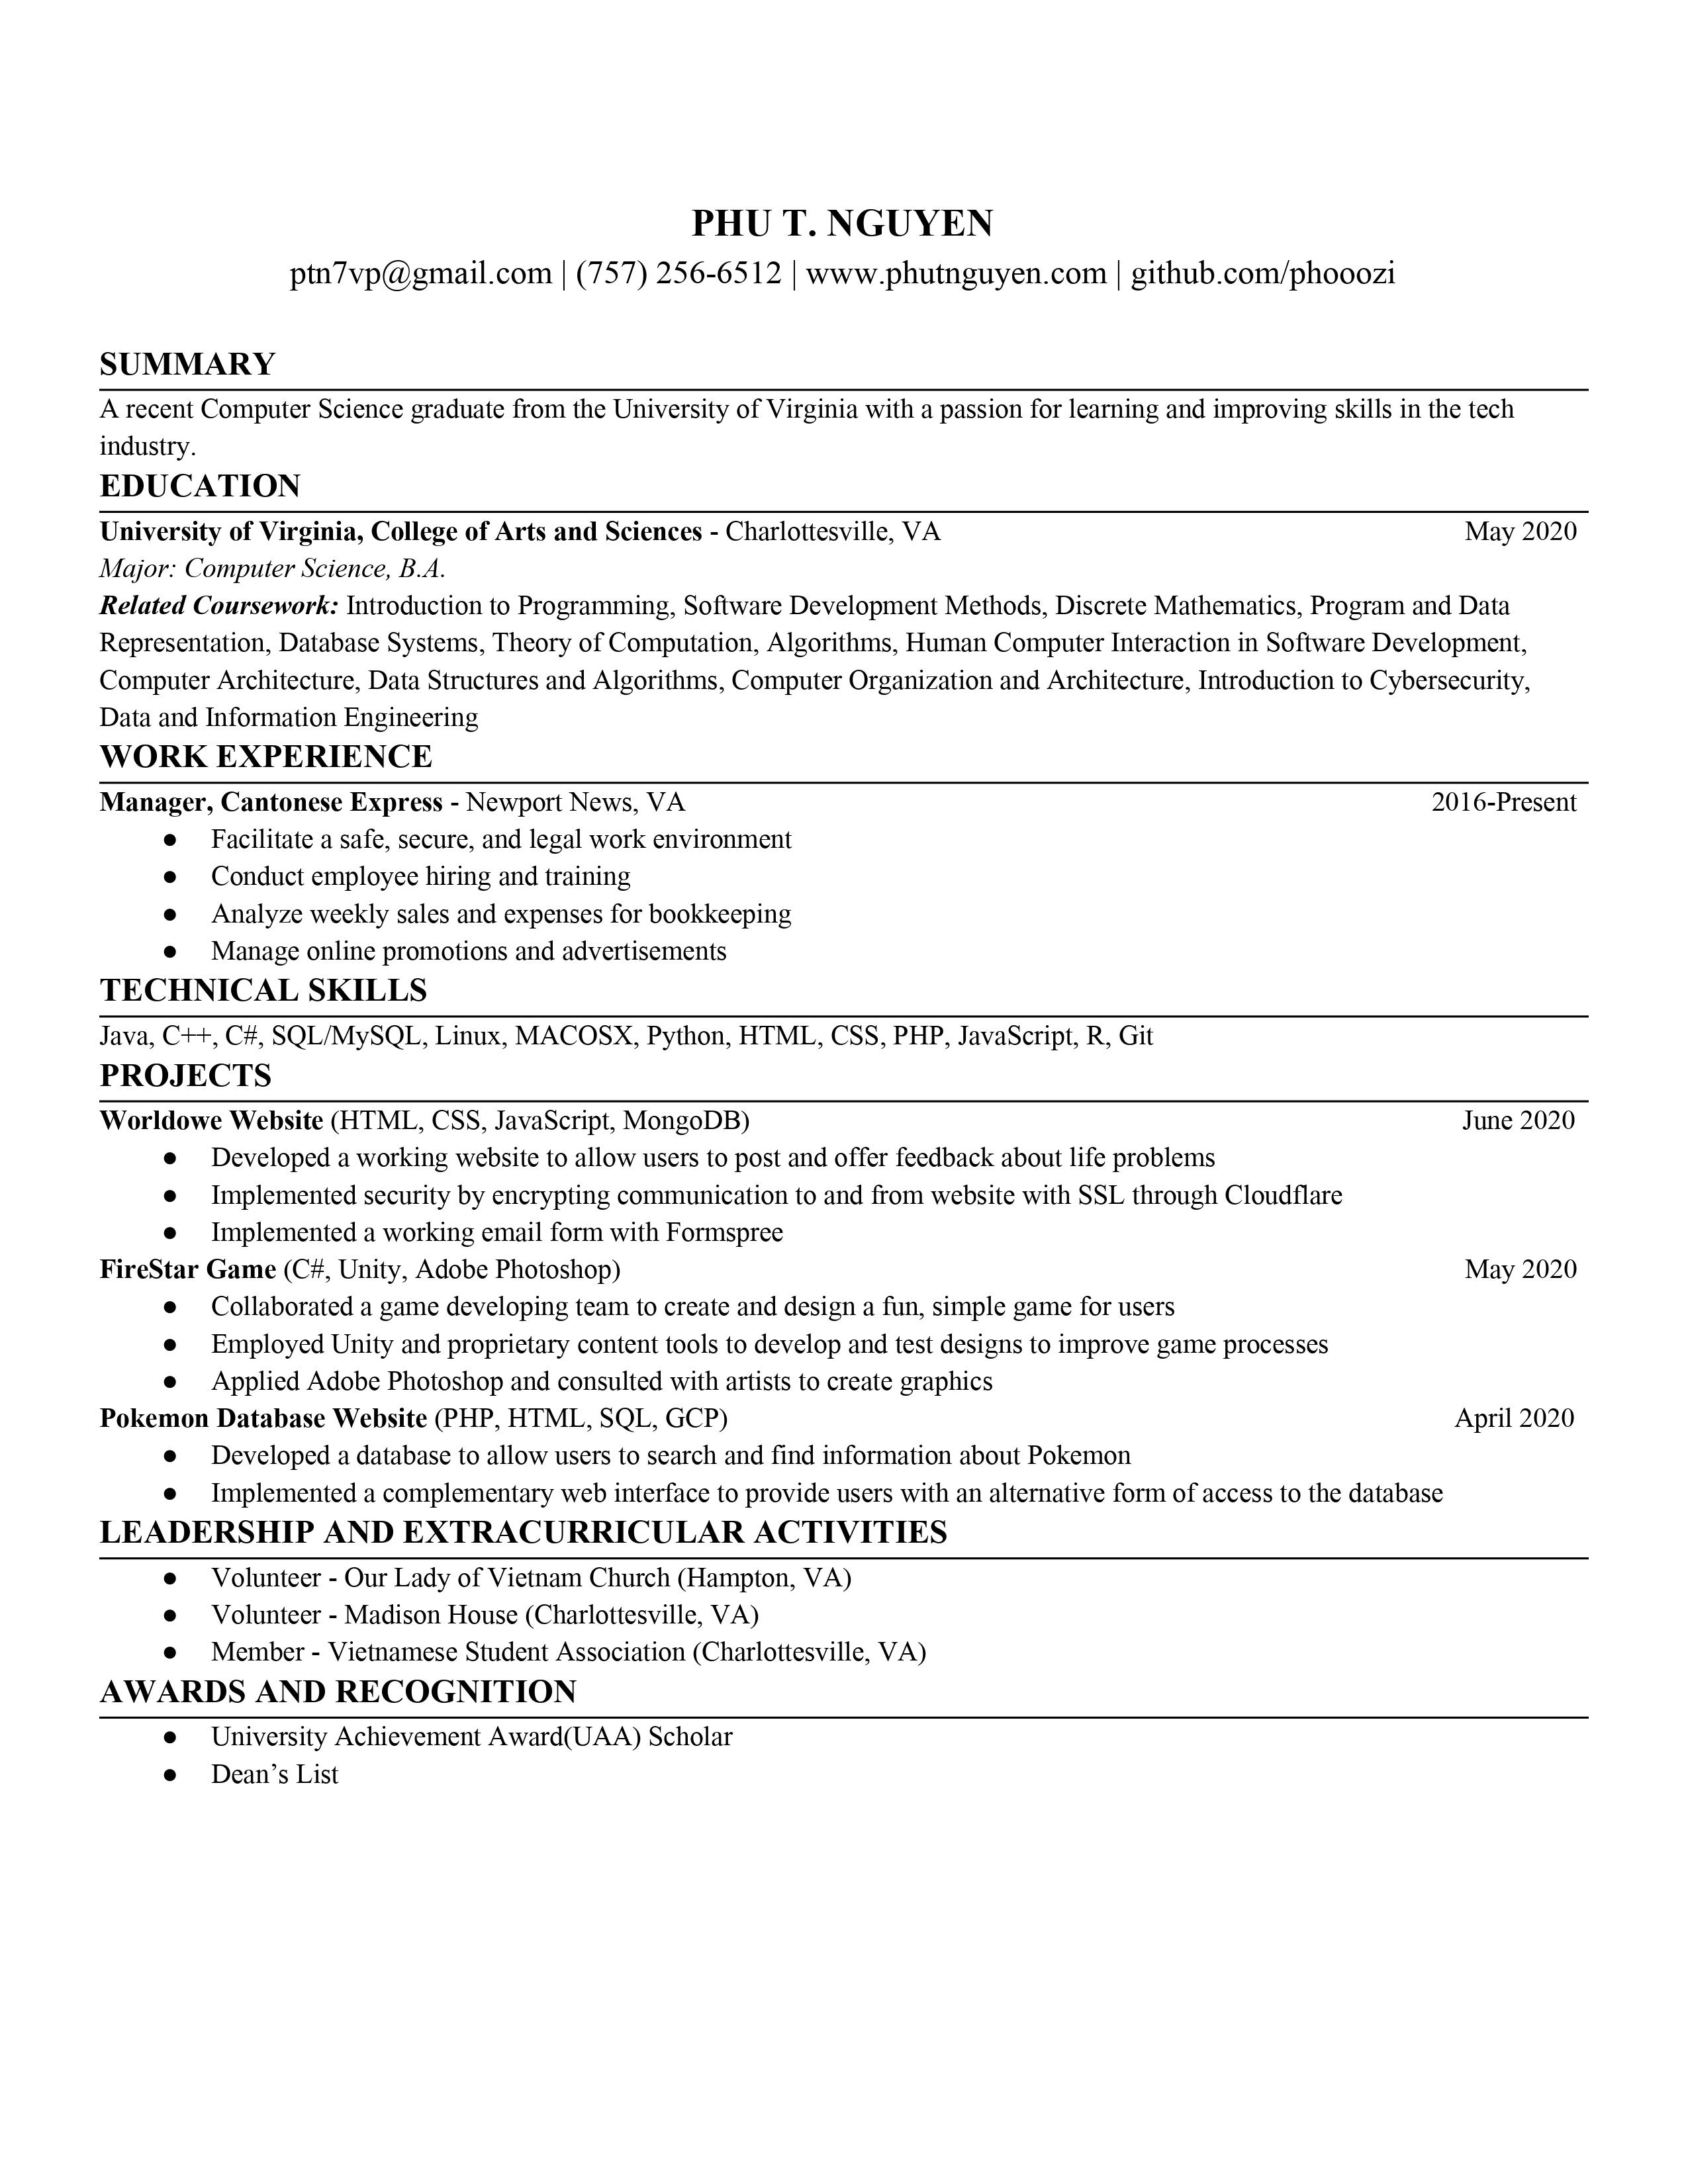 PHU T. NGUYEN
ptn7vp@gmail.com | (757) 256-6512 | www.phutnguyen.com | github.com/phooozi
SUMMARY
A recent Computer Science graduate from the University of Virginia with a passion for learning and improving skills in the tech
industry.
EDUCATION
University of Virginia, College of Arts and Sciences - Charlottesville, VA May 2020
Major: Computer Science, B.A.
Related Coursework: Introduction to Programming, Software Development Methods, Discrete Mathematics, Program and Data
Representation, Database Systems, Theory of Computation, Algorithms, Human Computer Interaction in Software Development,
Computer Architecture, Data Structures and Algorithms, Computer Organization and Architecture, Introduction to Cybersecurity,
Data and Information Engineering
WORK EXPERIENCE
Manager, Cantonese Express - Newport News, VA 2016-Present
● Facilitate a safe, secure, and legal work environment
● Conduct employee hiring and training
● Analyze weekly sales and expenses for bookkeeping
● Manage online promotions and advertisements
TECHNICAL SKILLS
Java, C++, C#, SQL/MySQL, Linux, MACOSX, Python, HTML, CSS, PHP, JavaScript, R, Git
PROJECTS
Worldowe Website (HTML, CSS, JavaScript, MongoDB) June 2020
● Developed a working website to allow users to post and offer feedback about life problems
● Implemented security by encrypting communication to and from website with SSL through Cloudflare
● Implemented a working email form with Formspree
FireStar Game (C#, Unity, Adobe Photoshop) May 2020
● Collaborated a game developing team to create and design a fun, simple game for users
● Employed Unity and proprietary content tools to develop and test designs to improve game processes
● Applied Adobe Photoshop and consulted with artists to create graphics
Pokemon Database Website (PHP, HTML, SQL, GCP) April 2020
● Developed a database to allow users to search and find information about Pokemon
● Implemented a complementary web interface to provide users with an alternative form of access to the database
LEADERSHIP AND EXTRACURRICULAR ACTIVITIES
● Volunteer - Our Lady of Vietnam Church (Hampton, VA)
● Volunteer - Madison House (Charlottesville, VA)
● Member - Vietnamese Student Association (Charlottesville, VA)
AWARDS AND RECOGNITION
● University Achievement Award(UAA) Scholar
● Dean’s List